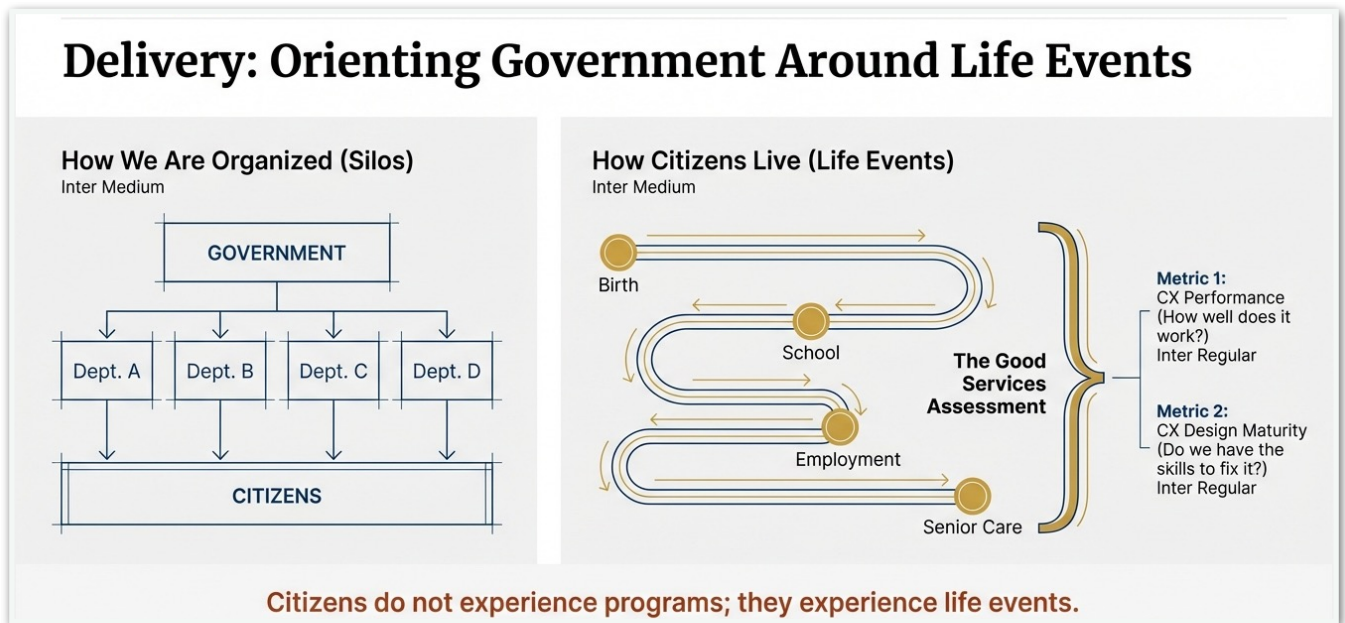 Delivery: Orienting Government Around Life Events
How We Are Organized (Silos)
Inter Medium
GOVERNMENT
Dept. A
Dept. B
Dept. C
Dept. D
CITIZENS
How Citizens Live (Life Events)
Inter Medium
Birth
School
Employment
Senior Care
The Good
Services
Assessment
Metric 1:
CX Performance
(How well does it
work?)
Inter Regular
Metric 2:
CX Design Maturity
(Do we have the
skills to fix it?)
Inter Regular
Citizens do not experience programs; they experience life events.